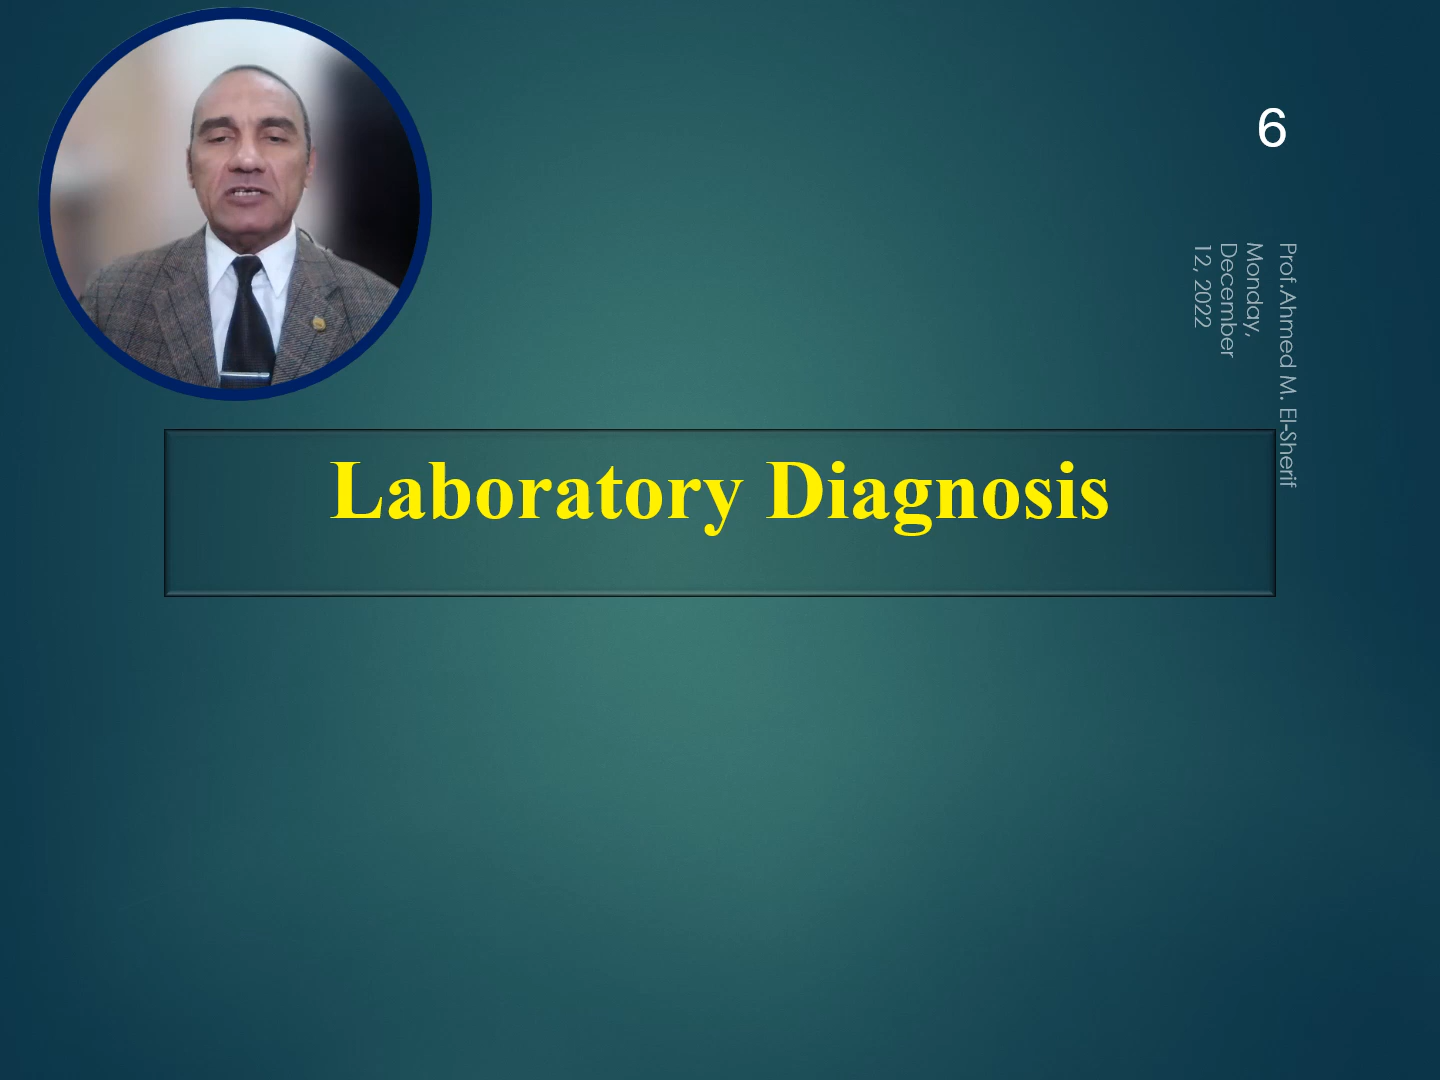 6
Prof.Ahmed M. El-Sherif
Monday,
December
12, 2022
Laboratory Diagnosis